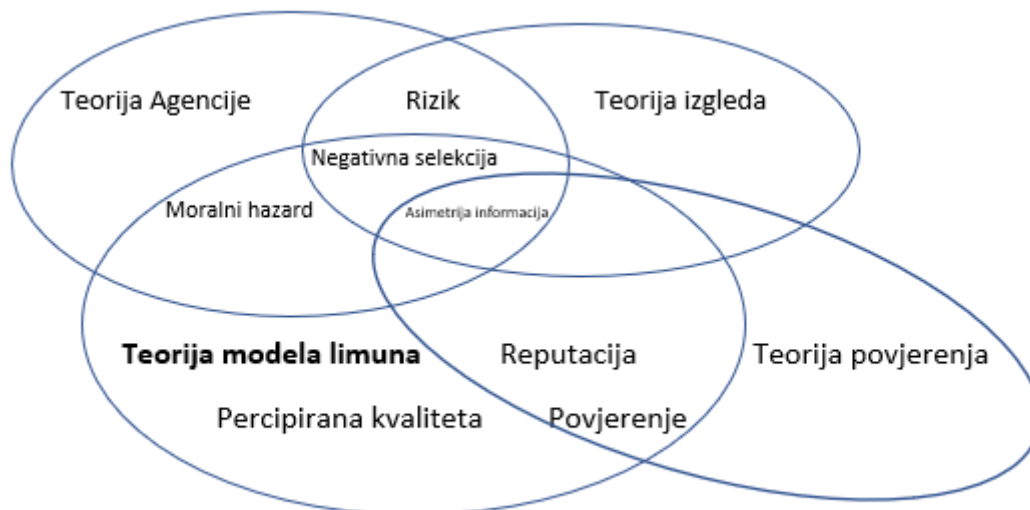 Teorija Agencije
Rizik
Teorija izgleda
Negativna selekcija
Moralni hazard
Asimetrija informacija
Teorija modela limuna
Reputacija
Teorija povjerenja
Percipirana kvaliteta
Povjerenje